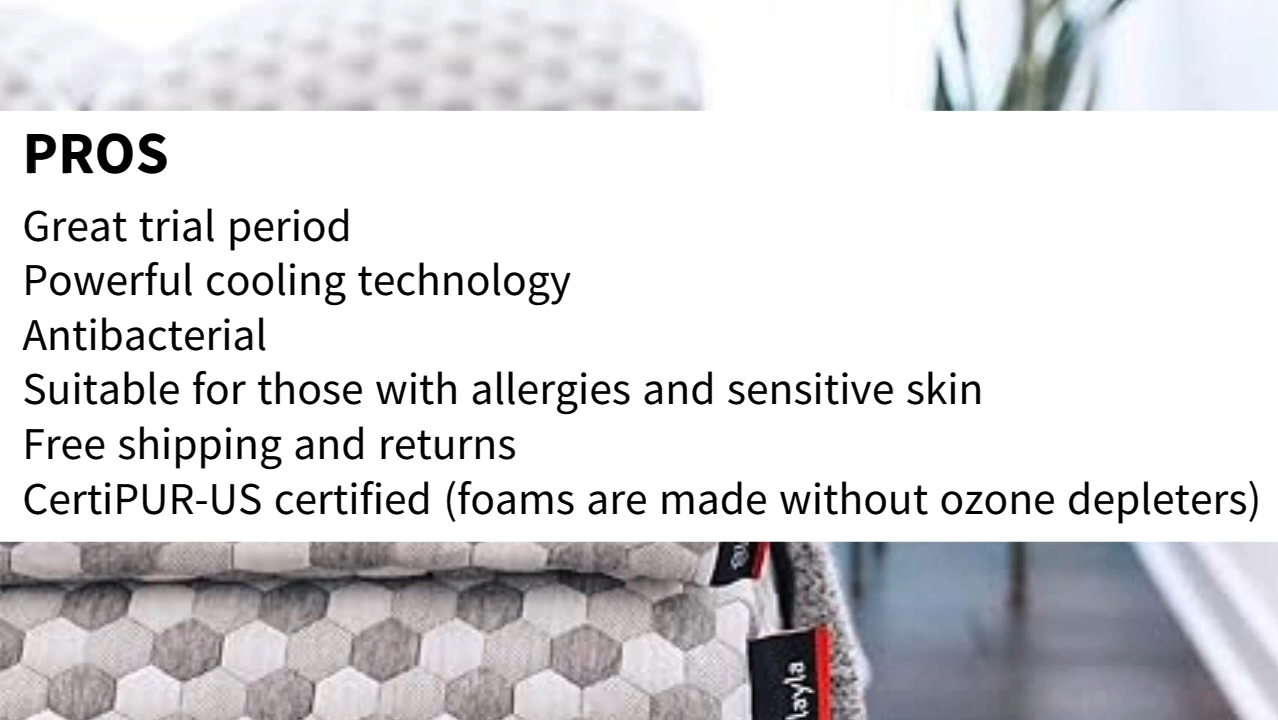 PROS
Great trial period
Powerful cooling technology
Antibacterial
Suitable for those with allergies and sensitive skin
Free shipping and returns
CertiPUR-US certified (foams are made without ozone depleters)
layla